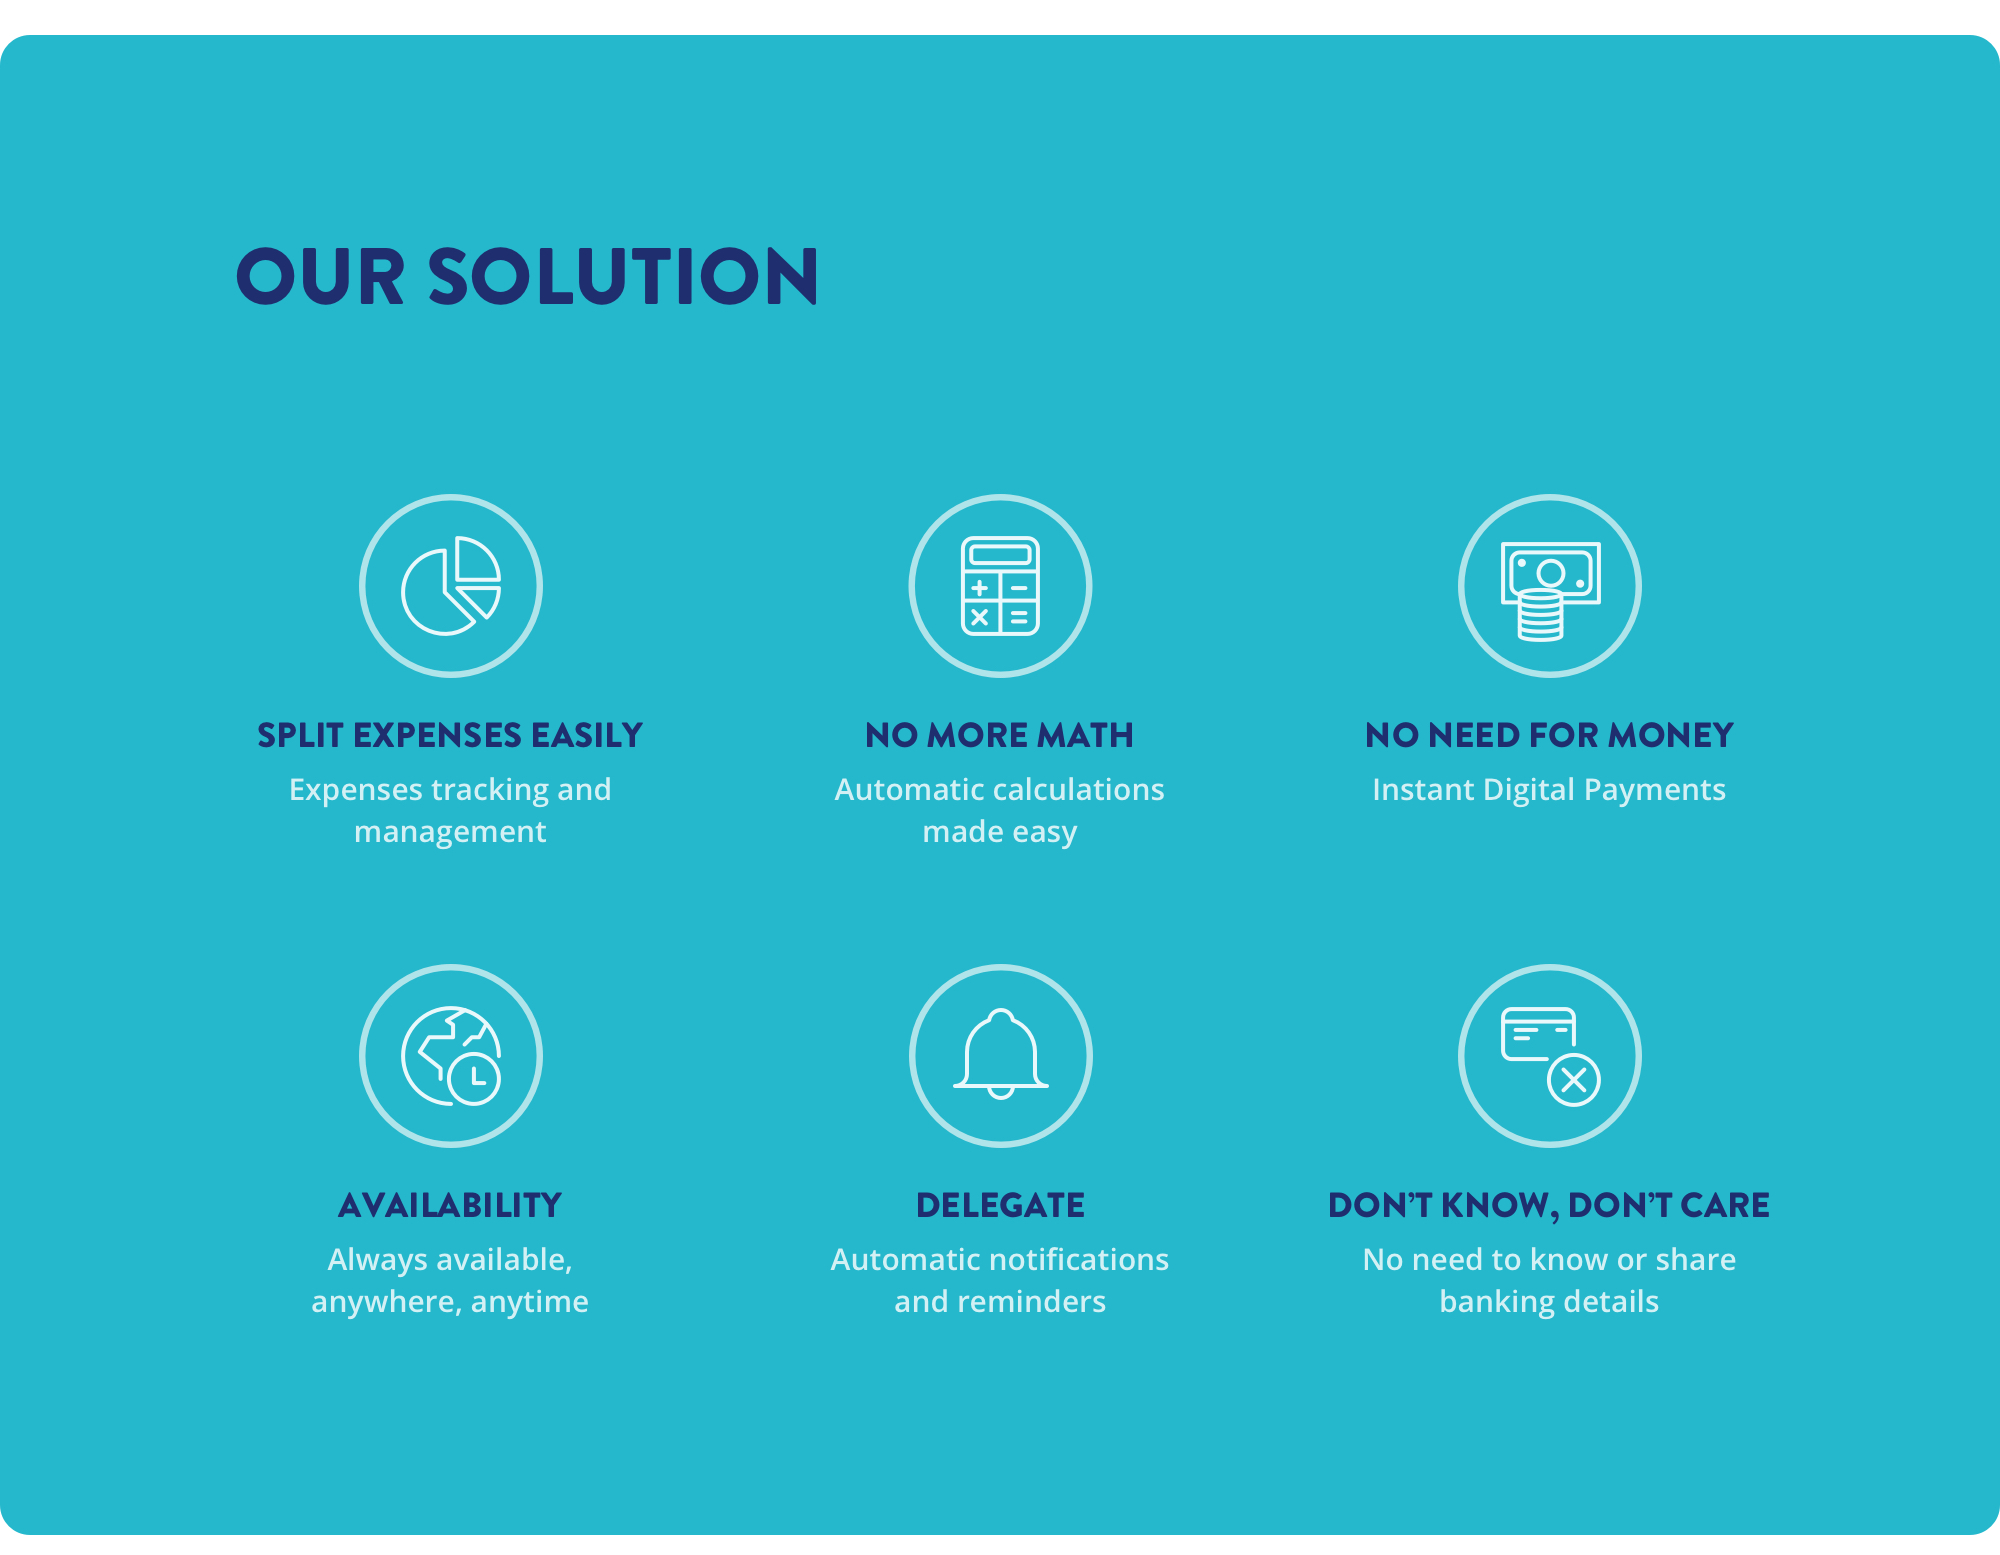 OUR SOLUTION
SPLIT EXPENSES EASILY
Expenses tracking and
management
NO MORE MATH
Automatic calculations
made easy
NO NEED FOR MONEY
Instant Digital Payments
AVAILABILITY
Always available,
anywhere, anytime
DELEGATE
Automatic notifications
and reminders
DON’T KNOW, DON’T CARE
No need to know or share
banking details